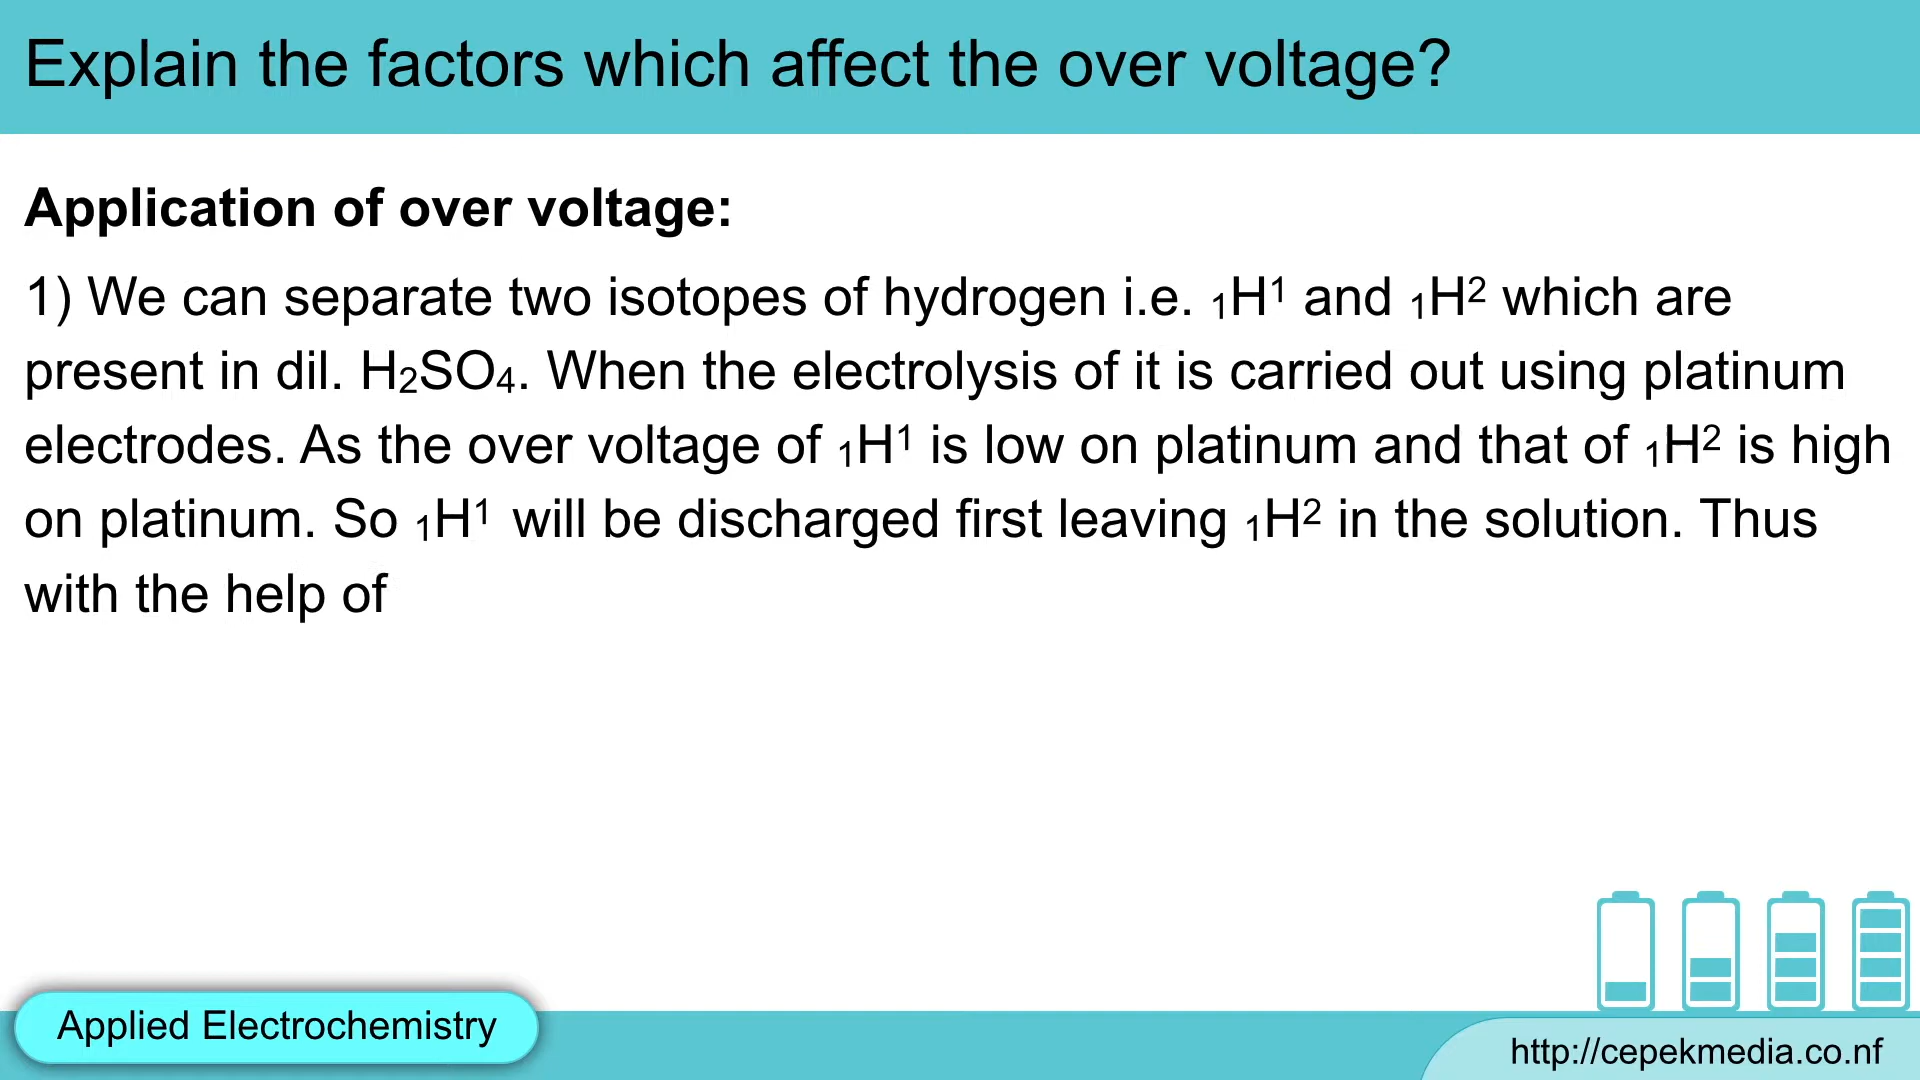 Explain the factors which affect the over voltage?
Application of over voltage:
1) We can separate two isotopes of hydrogen i.e. ₁H¹ and ₁H² which are
present in dil. H₂SO₄. When the electrolysis of it is carried out using platinum
electrodes. As the over voltage of ₁H¹ is low on platinum and that of ₁H² is high
on platinum. So ₁H¹ will be discharged first leaving ₁H² in the solution. Thus
with the help of
Applied Electrochemistry
http://cepekmedia.co.nf